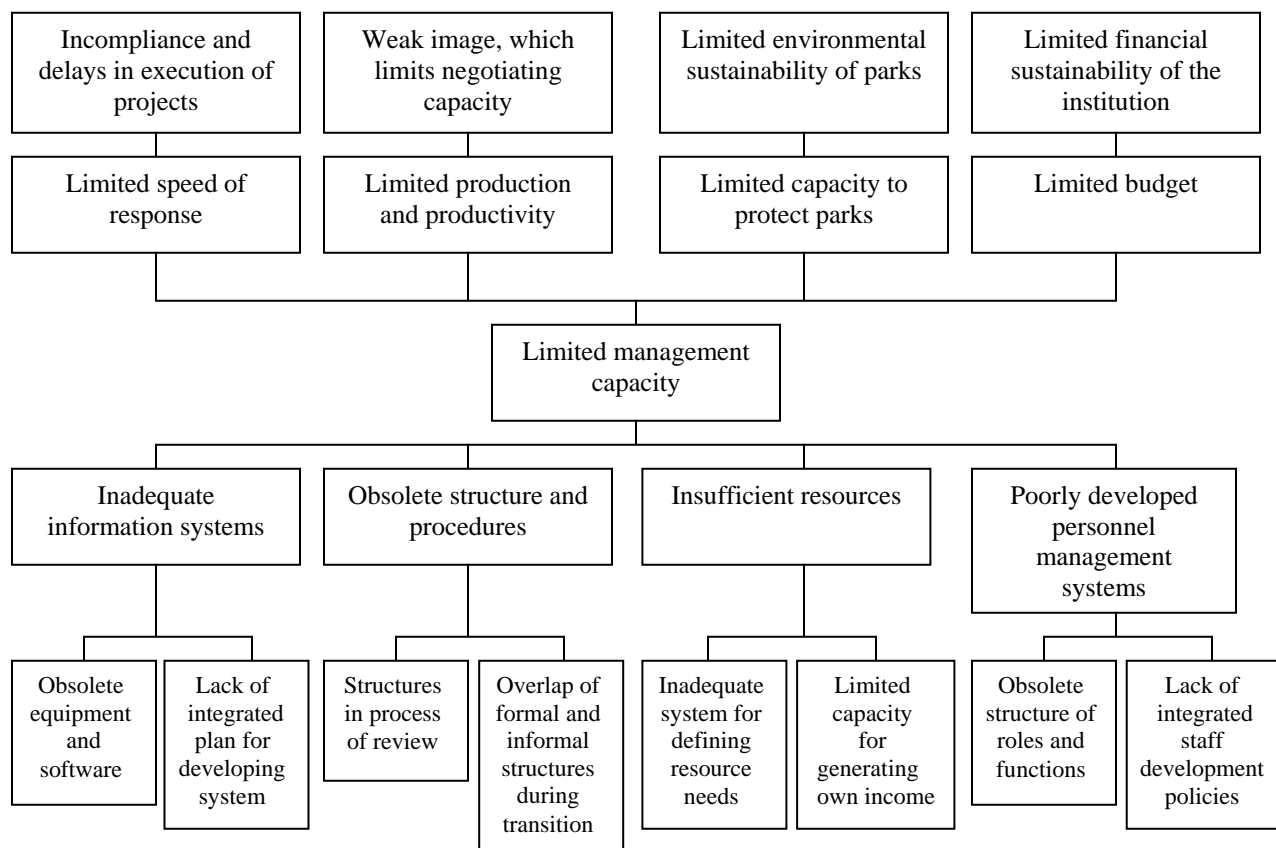 Incompliance and
delays in execution of
projects
Weak image, which
limits negotiating
capacity
Limited environmental
sustainability of parks
Limited financial
sustainability of the
institution
Limited speed of
response
Limited production
and productivity
Limited capacity to
protect parks
Limited budget
Limited management
capacity
Inadequate
information systems
Obsolete structure and
procedures
Insufficient resources
Poorly developed
personnel
management
systems
Obsolete
equipment
and
software
Lack of
integrated
plan for
developing
system
Structures
in process
of review
Overlap of
formal and
informal
structures
during
transition
Inadequate
system for
defining
resource
needs
Limited
capacity
for
generating
own income
Obsolete
structure of
roles and
functions
Lack of
integrated
staff
development
policies